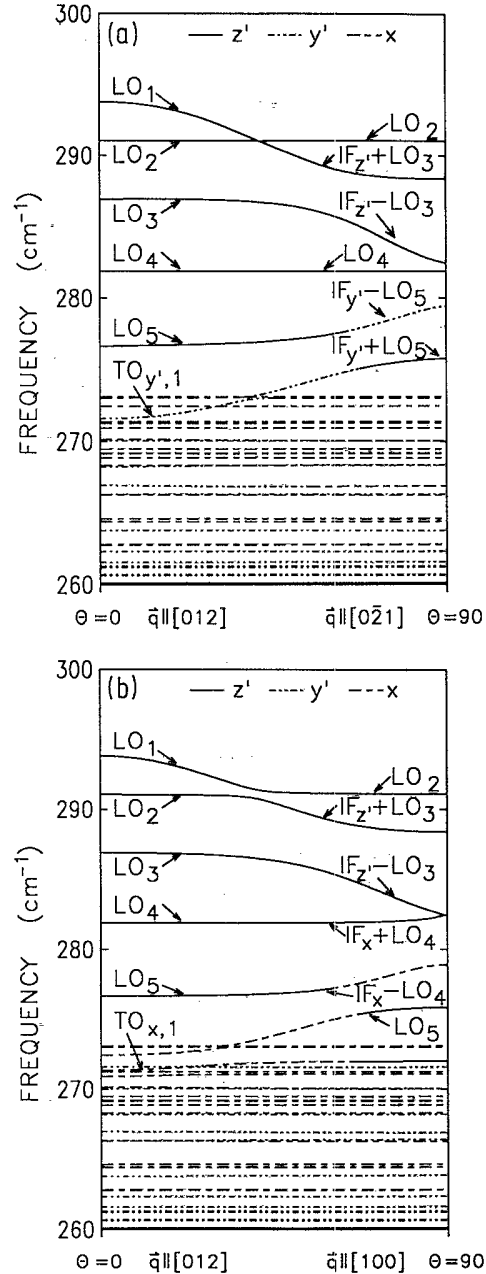 300
(a) z' y' x
LO1
LO2
LO2
IFz'+LO3
290
LO3
IFz'-LO3
LO4
LO4
280
IFy'-LO5
LO5
IFy'+LO5
TOy',1
270
260
FREQUENCY (cm⁻¹)
Θ=0 q⃗||[012] q⃗||[02̄1] Θ=90
300
(b) z' y' x
LO1
LO2
LO2
IFz'+LO3
290
LO3
IFz'-LO3
LO4
IFx+LO4
280
LO5
IFx-LO4
LO5
TOx,1
270
260
FREQUENCY (cm⁻¹)
Θ=0 q⃗||[012] q⃗||[100] Θ=90